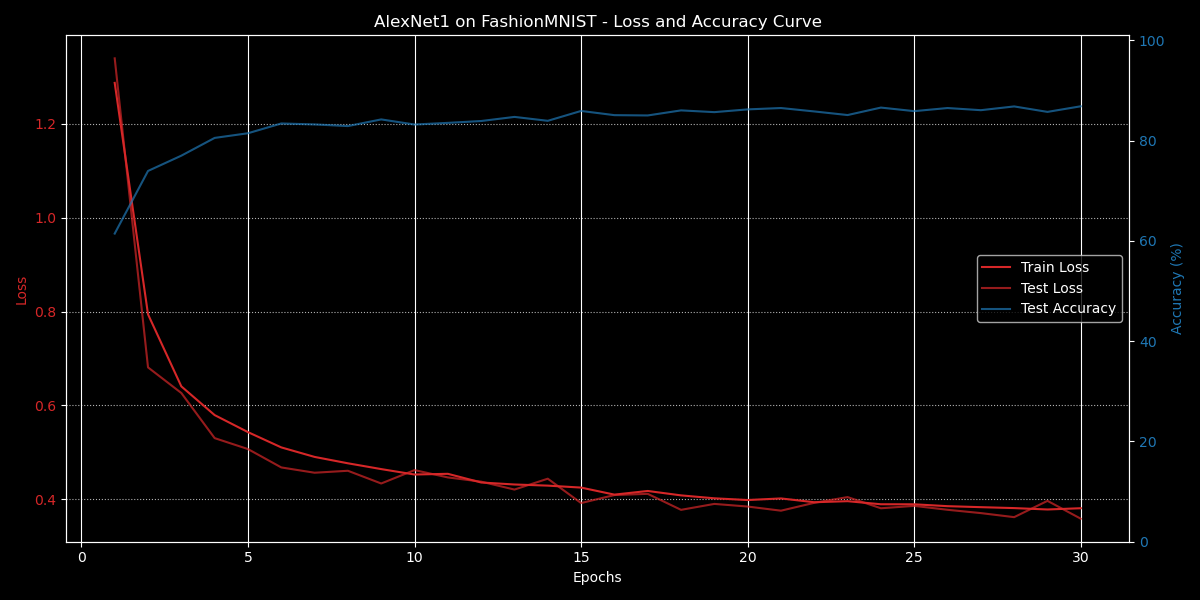 AlexNet1 on FashionMNIST - Loss and Accuracy Curve
Loss
1.2
1.0
0.8
0.6
0.4
100
80
60
40
20
0
Accuracy (%)
Train Loss
Test Loss
Test Accuracy
0 5 10 15 20 25 30
Epochs